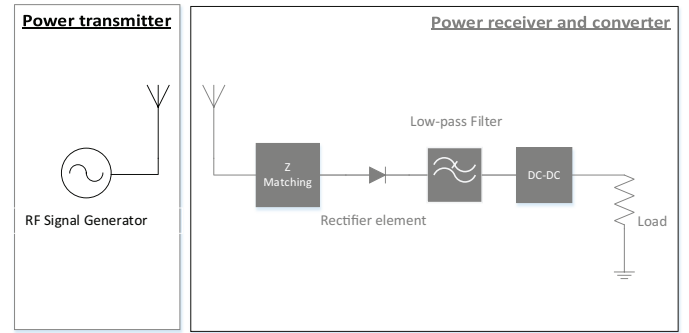 Power transmitter
Power receiver and converter
Low-pass Filter
Z
Matching
DC-DC
RF Signal Generator
Rectifier element
Load